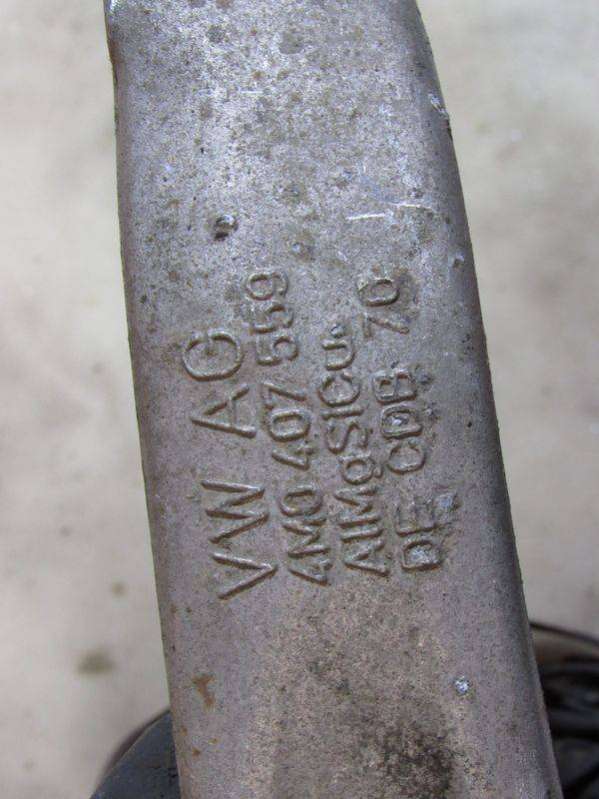 VW AG
4M0 407 559
AlMgSiCu.
DE CDB 70